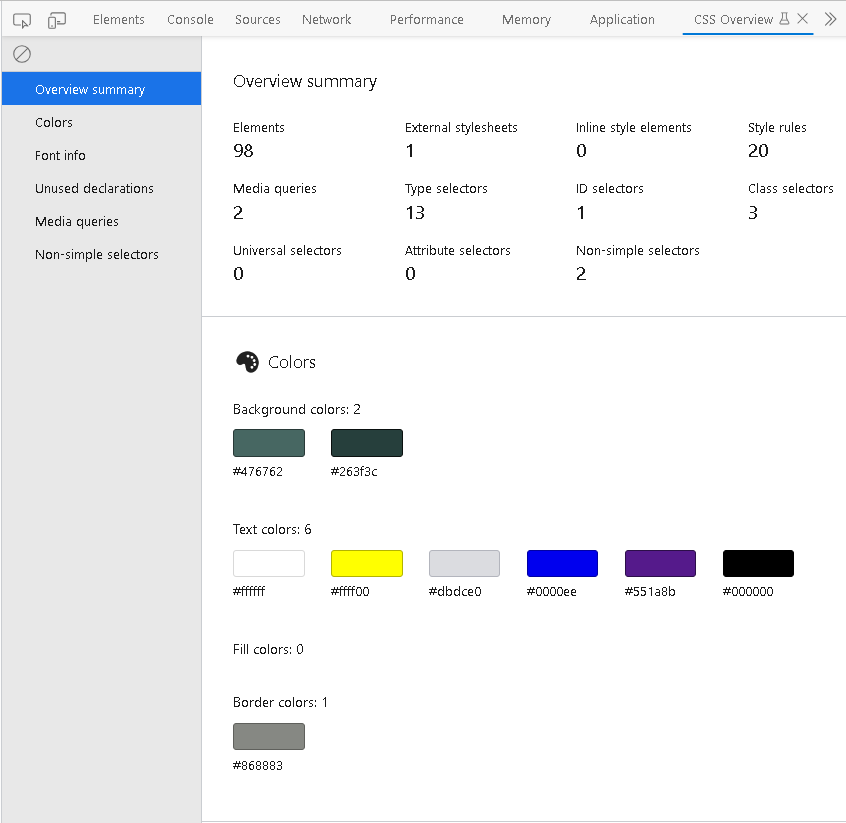 Elements Console Sources Network Performance Memory Application CSS Overview
Overview summary
Colors
Font info
Unused declarations
Media queries
Non-simple selectors
Overview summary
Elements External stylesheets Inline style elements Style rules
98 1 0 20
Media queries Type selectors ID selectors Class selectors
2 13 1 3
Universal selectors Attribute selectors Non-simple selectors
0 0 2
Colors
Background colors: 2
#476762 #263f3c
Text colors: 6
#ffffff #ffff00 #dbdce0 #0000ee #551a8b #000000
Fill colors: 0
Border colors: 1
#868883